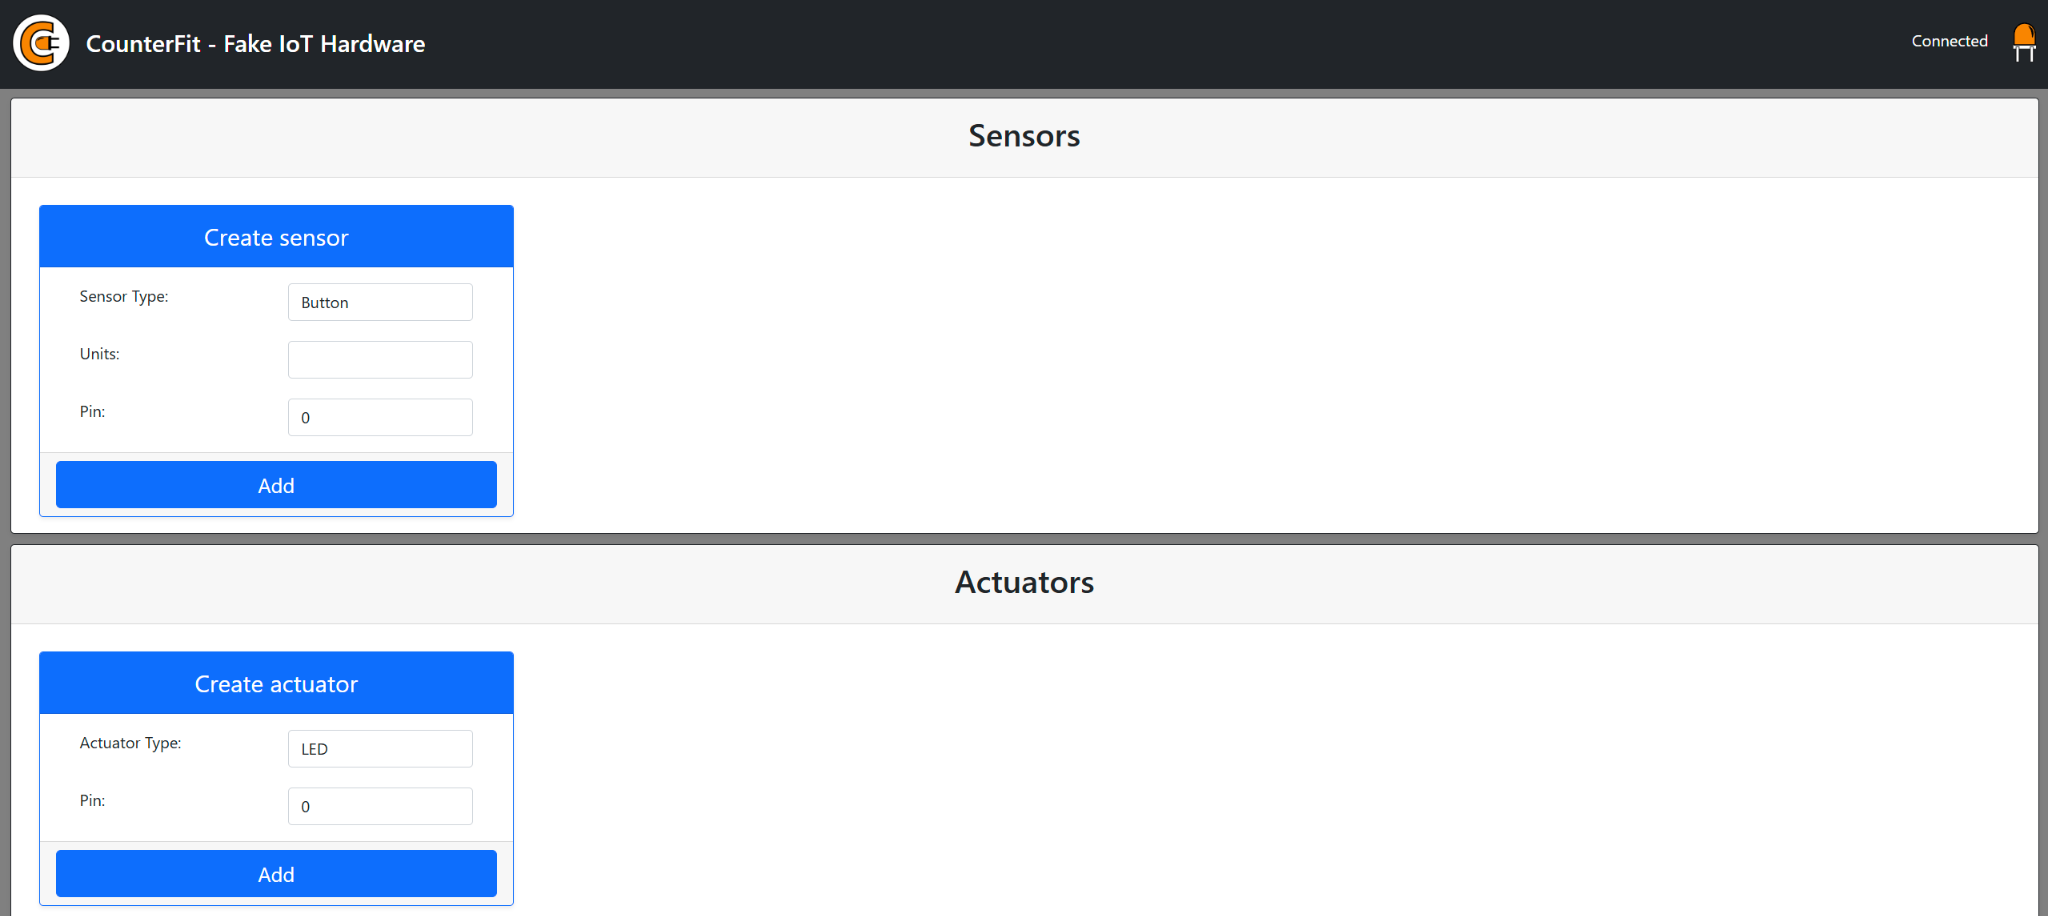 CounterFit - Fake IoT Hardware
Connected
Sensors
Create sensor
Sensor Type:
Button
Units:
Pin:
0
Add
Actuators
Create actuator
Actuator Type:
LED
Pin:
0
Add